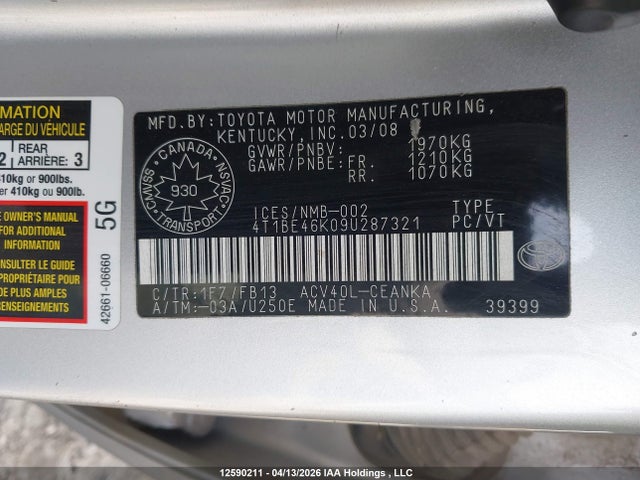 MATION
ARGE DU VÉHICULE
2 REAR ARRIÈRE: 3
410kg or 900lbs.
er 410kg ou 900lb.
OWNER'S MANUAL
FOR ADDITIONAL
INFORMATION
Consulter LE GUIDE
PROPRIÉTAIRE POUR
DE PLUS AMPLES
RENSEIGNEMENTS
5G
42661-06660
MFD.BY:TOYOTA MOTOR MANUFACTURING,
KENTUCKY,INC.03/08
GVWR/PNBV: 1970KG
GAWR/PNBE: FR. 1210KG
RR. 1070KG
CANADA
CMVSS 930 NSVAC
TRANSPORT
ICES/NMB-002 TYPE
4T1BE46K09U287321 PC/VT
C/TR:1F7/FB13 ACV40L-CEANKA
A/TM:-03A/U250E MADE IN U.S.A. 39399
12590211 - 04/13/2026 IAA Holdings , LLC